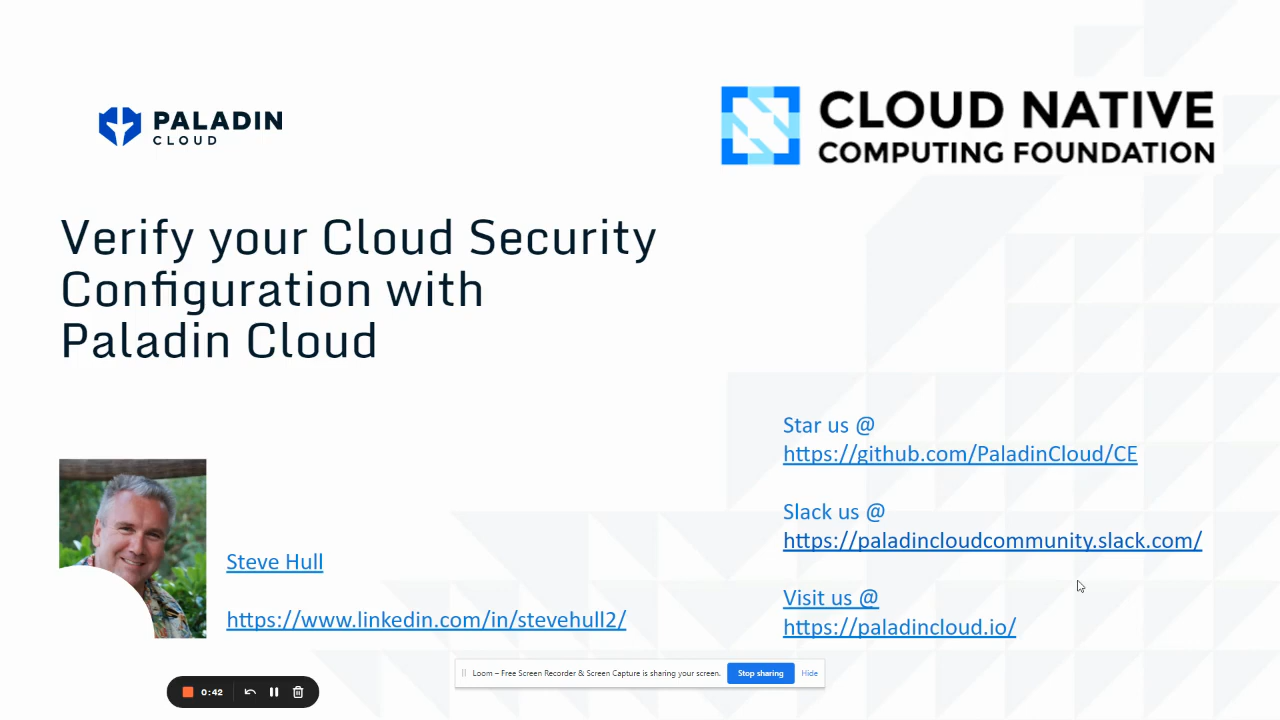 PALADIN
CLOUD
CLOUD NATIVE
COMPUTING FOUNDATION
Verify your Cloud Security
Configuration with
Paladin Cloud
Star us @
https://github.com/PaladinCloud/CE
Slack us @
https://paladincloudcommunity.slack.com/
Visit us @
https://paladincloud.io/
Steve Hull
https://www.linkedin.com/in/stevehull2/
Loom – Free Screen Recorder & Screen Capture is sharing your screen. Stop sharing Hide
0:42